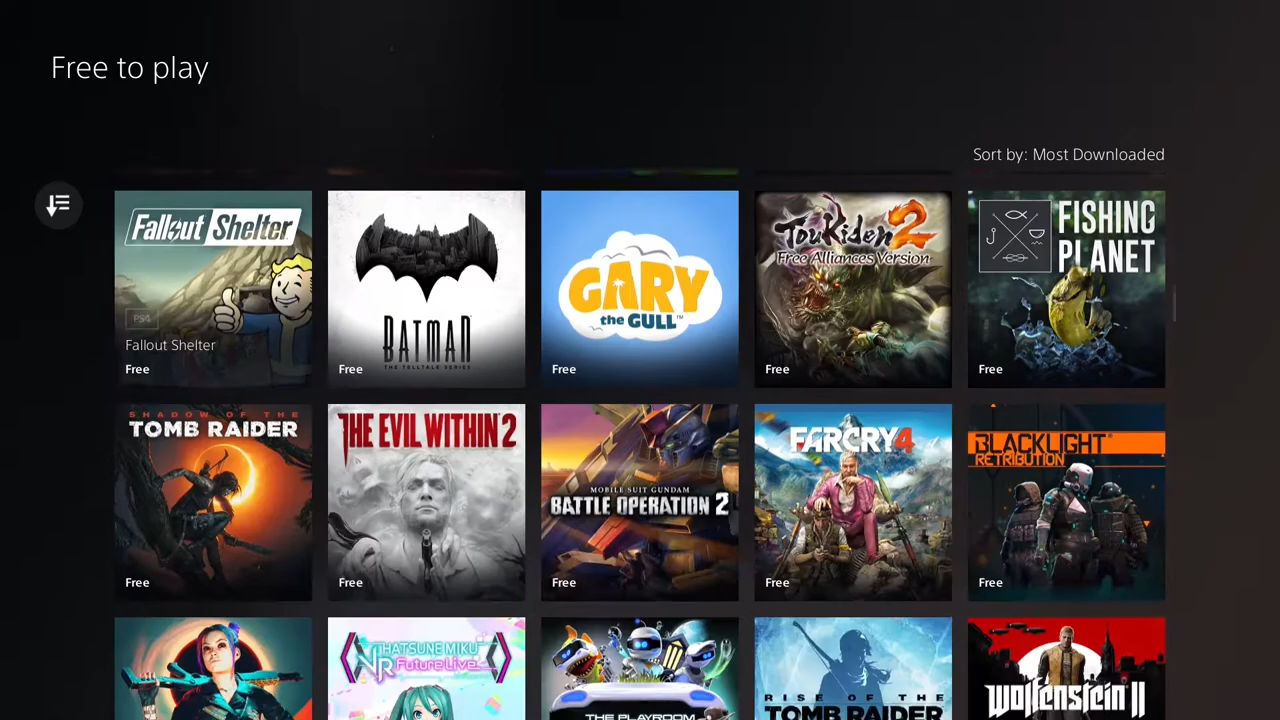 Free to play
Sort by: Most Downloaded
Fallout Shelter
PS4
Fallout Shelter
Free
BATMAN
THE TELLTALE SERIES
Free
GARY
the GULL™
Free
TOUKIDEN 2
Free Alliances Version
Free
FISHING
PLANET
Free
SHADOW OF THE
TOMB RAIDER
Free
THE EVIL WITHIN 2
Free
MOBILE SUIT GUNDAM
BATTLE OPERATION 2
Free
FARCRY 4
Free
BLACKLIGHT
RETRIBUTION
Free
HATSUNE MIKU
VR Future Live
THE PLAYROOM
RISE OF THE
TOMB RAIDER
Wolfenstein II